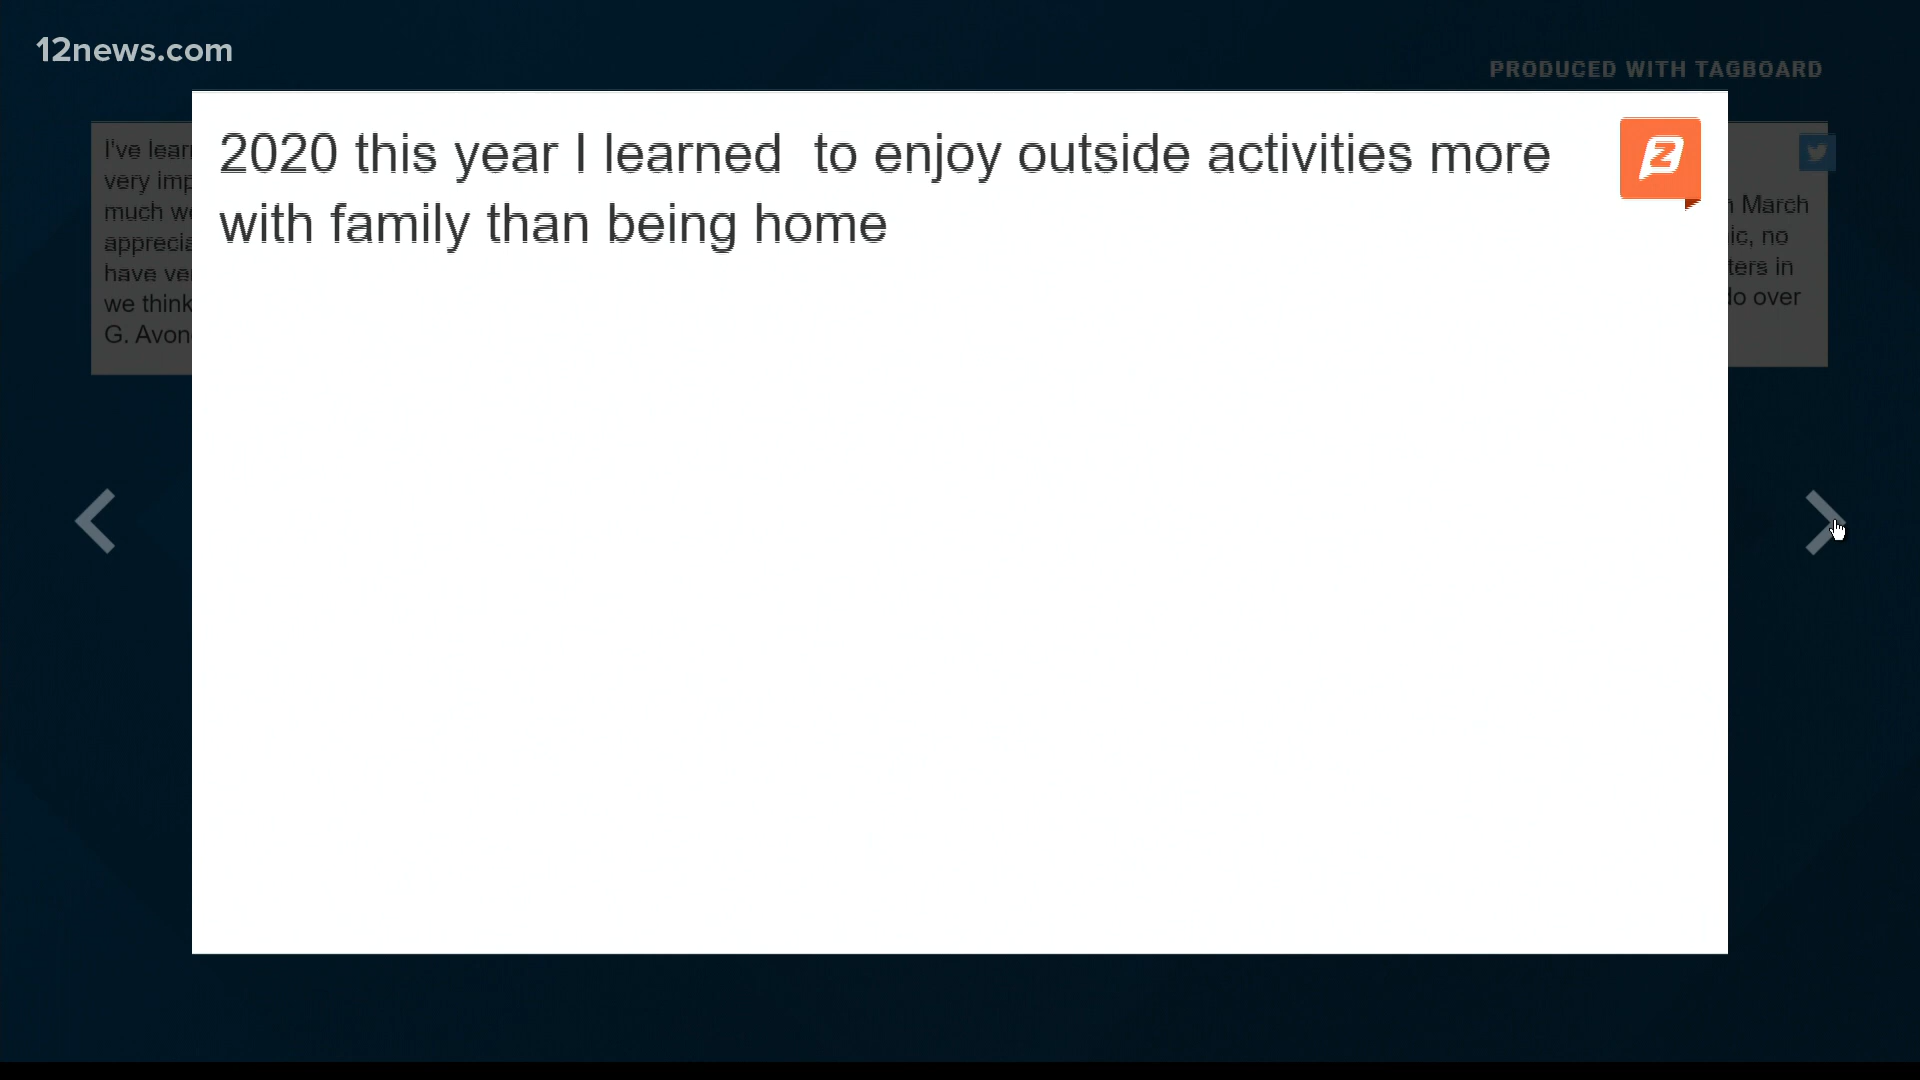 12news.com
PRODUCED WITH TAGBOARD
2020 this year I learned  to enjoy outside activities more
with family than being home
I've lear
very imp
much we
apprecia
have ve
we think
G. Avon
March
ic, no
ters in
do over